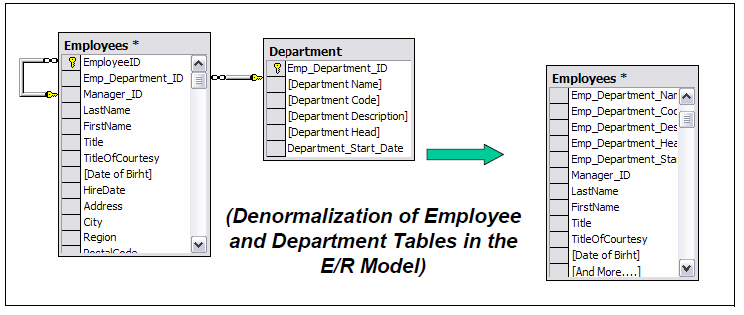 Employees *
EmployeeID
Emp_Department_ID
Manager_ID
LastName
FirstName
Title
TitleOfCourtesy
[Date of Birht]
HireDate
Address
City
Region
PostalCode
Department
Emp_Department_ID
[Department Name]
[Department Code]
[Department Description]
[Department Head]
Department_Start_Date
(Denormalization of Employee
and Department Tables in the
E/R Model)
Employees *
Emp_Department_Nar
Emp_Department_Coc
Emp_Department_Des
Emp_Department_Hea
Emp_Department_Sta
Manager_ID
LastName
FirstName
Title
TitleOfCourtesy
[Date of Birht]
[And More....]